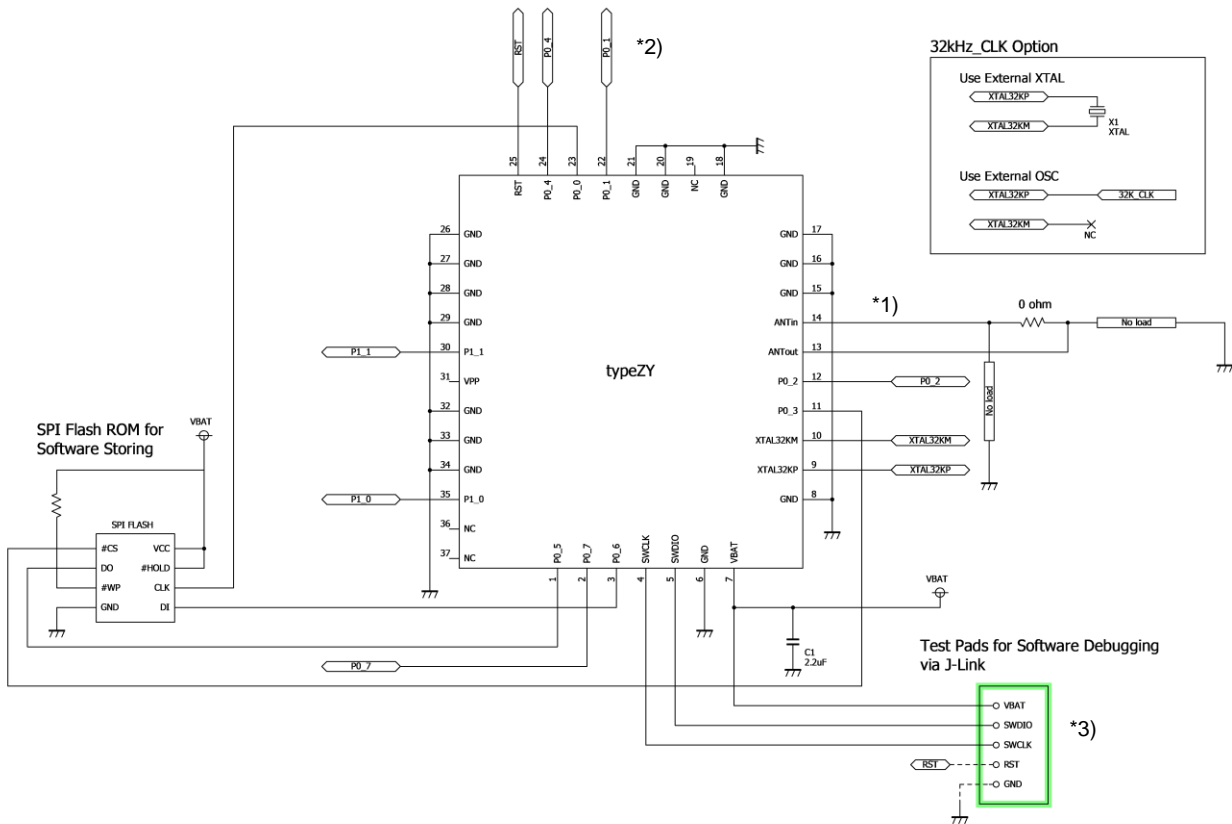 RST
P0_4
P0_1
*2)
25
24
23
22
21
20
19
18
RST
P0_4
P0_0
P0_1
GND
GND
NC
GND
32kHz_CLK Option
Use External XTAL
XTAL32KP
XTAL32KM
X1
XTAL
Use External OSC
XTAL32KP
32K_CLK
XTAL32KM
NC
26 GND
27 GND
28 GND
29 GND
P1_1
30 P1_1
31 VPP
32 GND
33 GND
34 GND
P1_0
35 P1_0
36 NC
37 NC
typeZY
GND 17
GND 16
GND 15
*1)
ANTin 14
0 ohm
No load
ANTout 13
P0_2 12
P0_2
No load
P0_3 11
XTAL32KM 10
XTAL32KM
XTAL32KP 9
XTAL32KP
GND 8
P0_5
P0_7
P0_6
SWCLK
SWDIO
GND
VBAT
1
2
3
4
5
6
7
SPI Flash ROM for
Software Storing
VBAT
SPI FLASH
#CS VCC
DO #HOLD
#WP CLK
GND DI
P0_7
C1
2.2uF
VBAT
Test Pads for Software Debugging
via J-Link
VBAT
SWDIO
SWCLK
RST
RST
GND
*3)